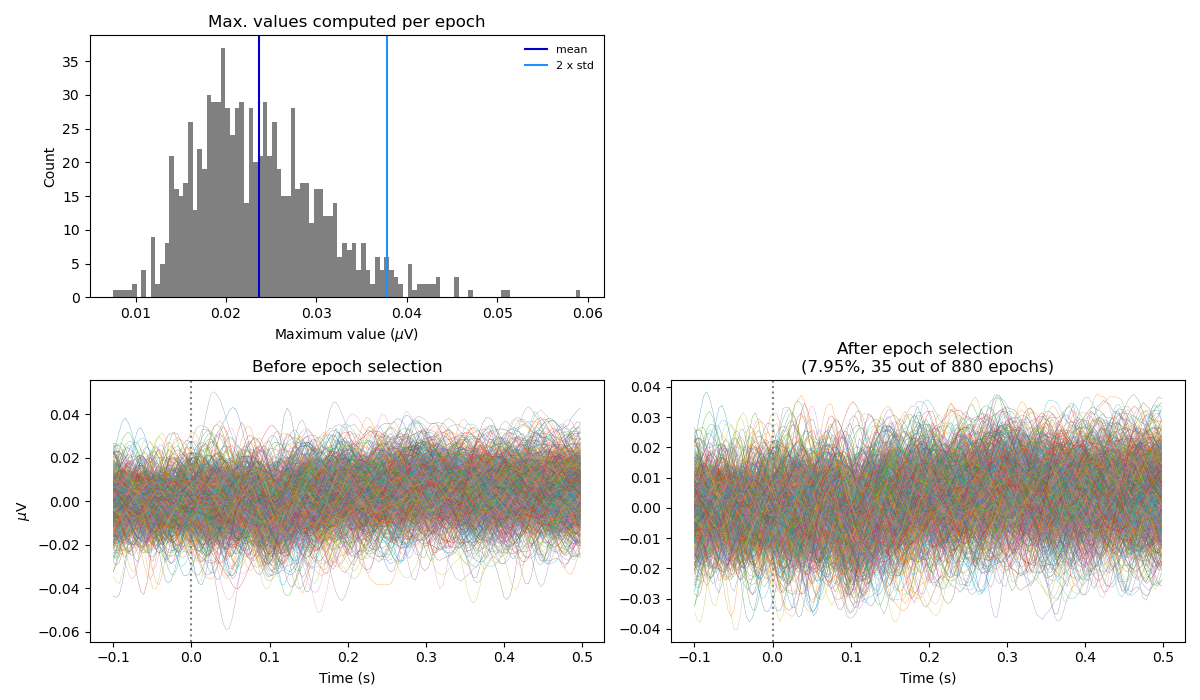 Max. values computed per epoch
mean
2 x std
35
30
25
20
15
10
5
0
Count
0.01 0.02 0.03 0.04 0.05 0.06
Maximum value (μV)
Before epoch selection
0.04
0.02
0.00
−0.02
−0.04
−0.06
μV
−0.1 0.0 0.1 0.2 0.3 0.4 0.5
Time (s)
After epoch selection
(7.95%, 35 out of 880 epochs)
0.04
0.03
0.02
0.01
0.00
−0.01
−0.02
−0.03
−0.04
−0.1 0.0 0.1 0.2 0.3 0.4 0.5
Time (s)